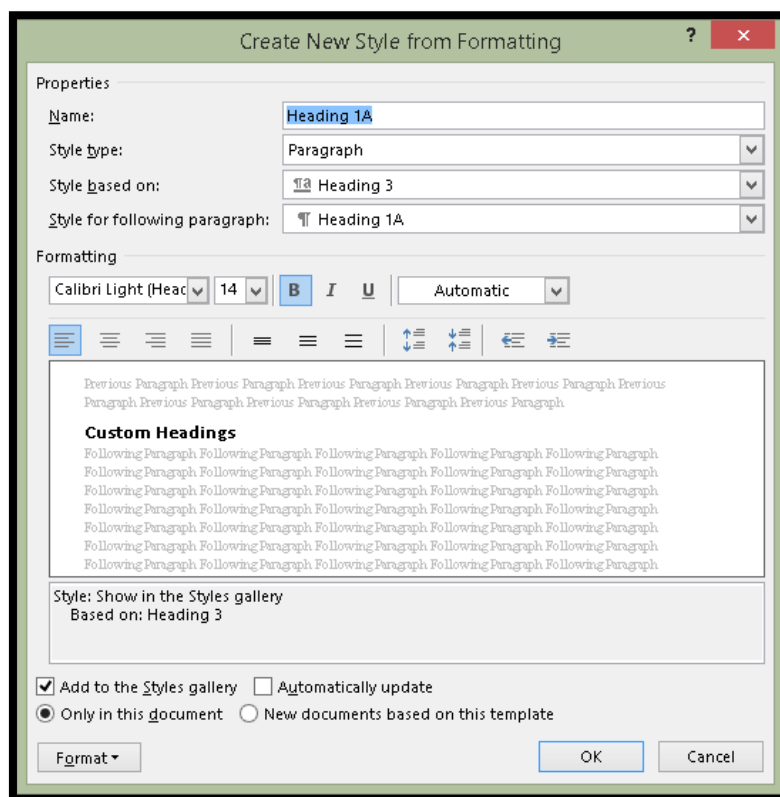 Create New Style from Formatting ?
Properties
Name: Heading 1A
Style type: Paragraph
Style based on: ¶a Heading 3
Style for following paragraph: ¶ Heading 1A
Formatting
Calibri Light (Heac 14 B I U Automatic
Previous Paragraph Previous Paragraph Previous Paragraph Previous Paragraph Previous Paragraph Previous
Paragraph Previous Paragraph Previous Paragraph Previous Paragraph Previous Paragraph
Custom Headings
Following Paragraph Following Paragraph Following Paragraph Following Paragraph Following Paragraph
Following Paragraph Following Paragraph Following Paragraph Following Paragraph Following Paragraph
Following Paragraph Following Paragraph Following Paragraph Following Paragraph Following Paragraph
Following Paragraph Following Paragraph Following Paragraph Following Paragraph Following Paragraph
Following Paragraph Following Paragraph Following Paragraph Following Paragraph Following Paragraph
Following Paragraph Following Paragraph Following Paragraph Following Paragraph Following Paragraph
Following Paragraph Following Paragraph Following Paragraph Following Paragraph Following Paragraph
Style: Show in the Styles gallery
Based on: Heading 3
Add to the Styles gallery Automatically update
Only in this document New documents based on this template
Format OK Cancel